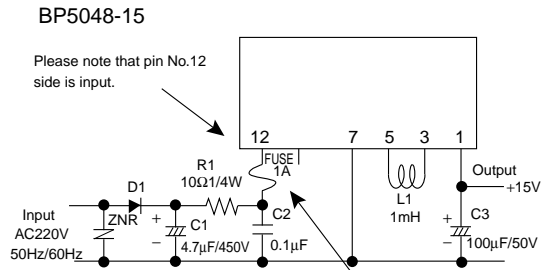 BP5048-15
Please note that pin No.12
side is input.
12
7
5
3
1
FUSE
1A
R1
10Ω1/4W
D1
L1
1mH
Output
+15V
Input
AC220V
50Hz/60Hz
ZNR
+
−
C1
4.7µF/450V
C2
0.1µF
+
−
C3
100µF/50V